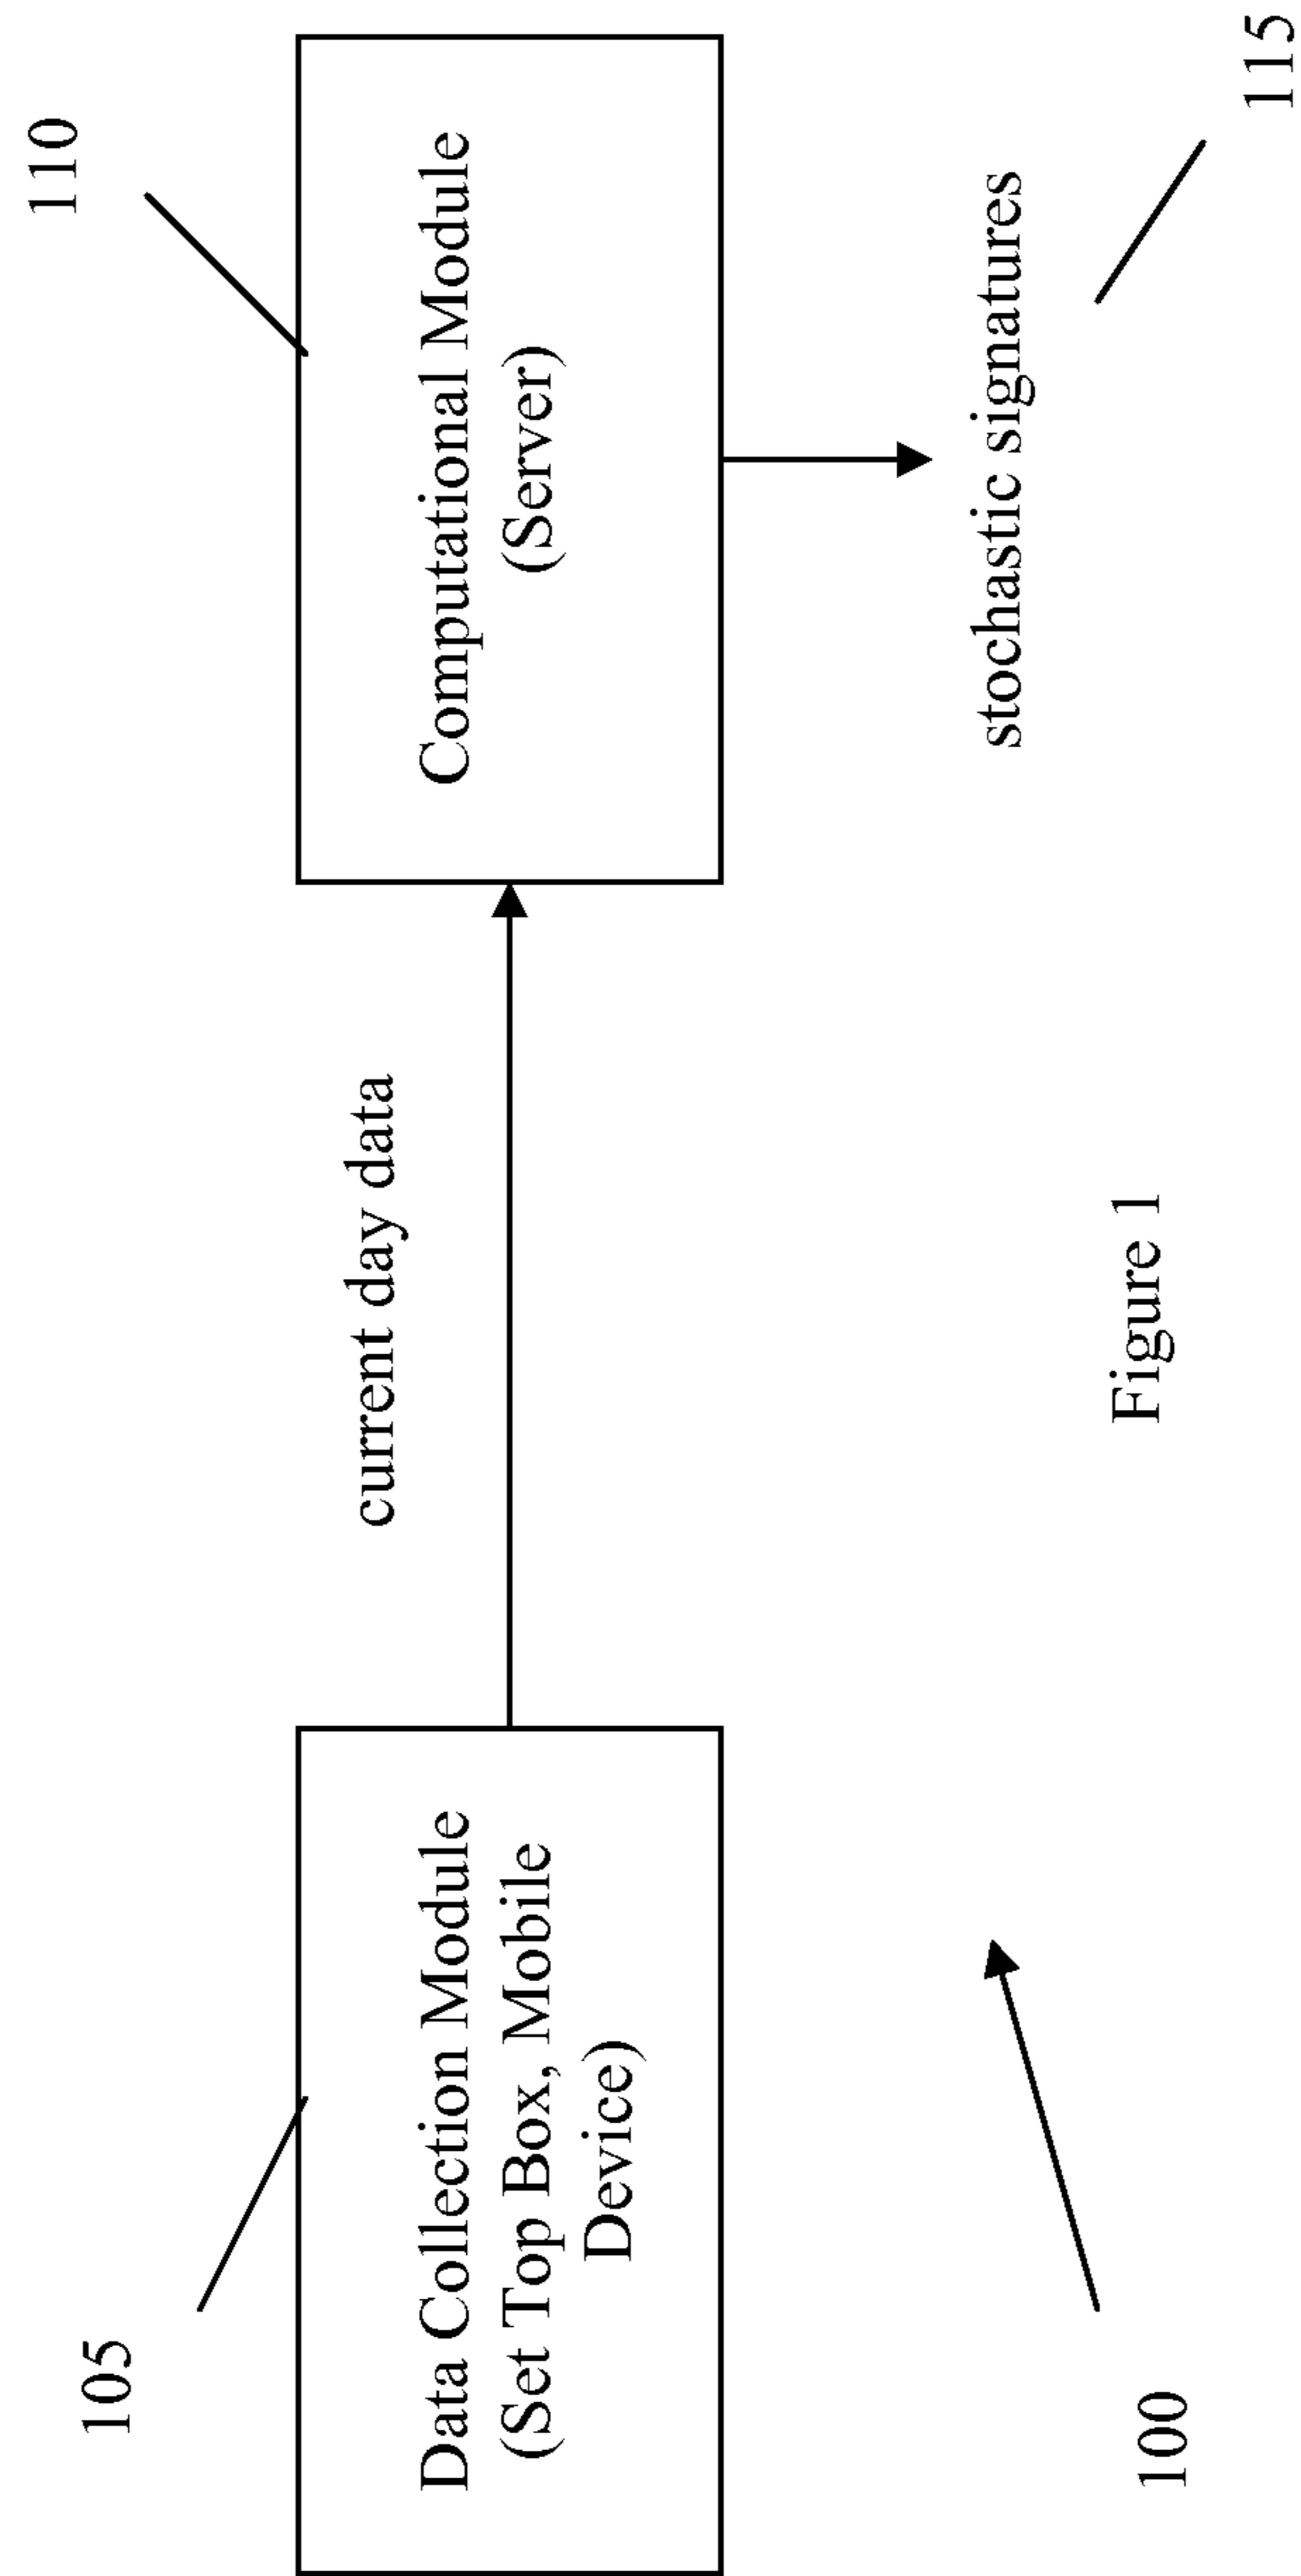 105
110
Data Collection Module
(Set Top Box, Mobile
Device)
current day data
Computational Module
(Server)
stochastic signatures
115
100
Figure 1